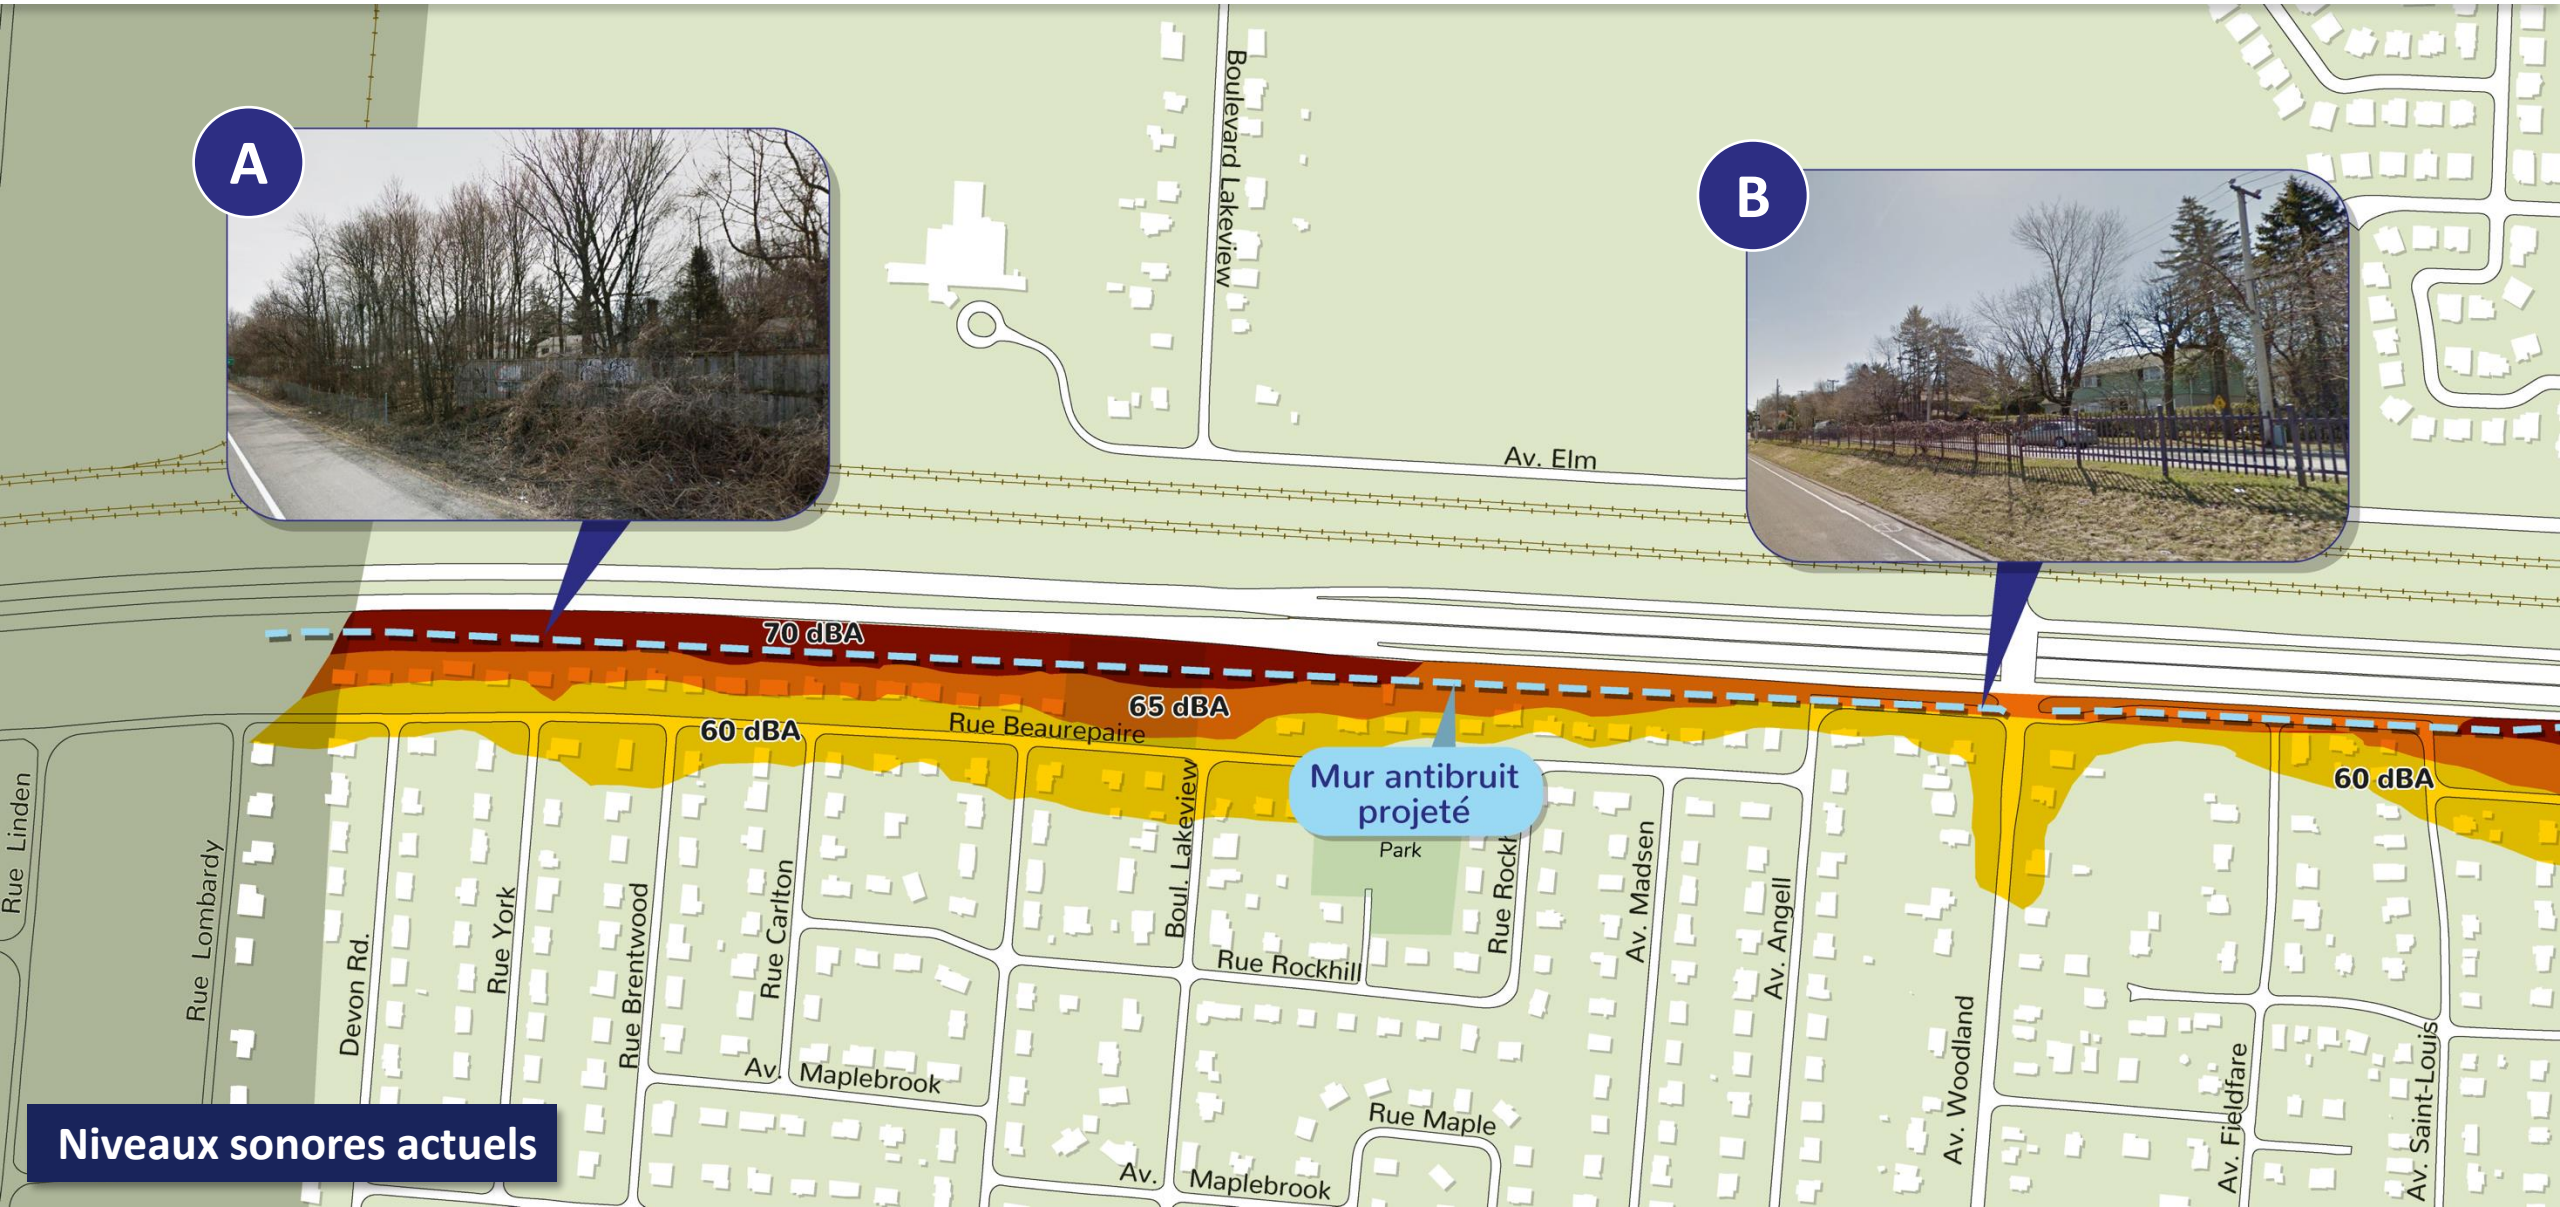 A
B
Boulevard Lakeview
Av. Elm
70 dBA
65 dBA
60 dBA
Rue Beaurepaire
Mur antibruit
projeté
60 dBA
Park
Rue Linden
Rue Lombardy
Devon Rd.
Rue York
Rue Brentwood
Rue Carlton
Boul. Lakeview
Rue Rockhill
Av. Madsen
Av. Angell
Av. Woodland
Av. Fieldfare
Av. Saint-Louis
Av. Maplebrook
Rue Maple
Av. Maplebrook
Niveaux sonores actuels